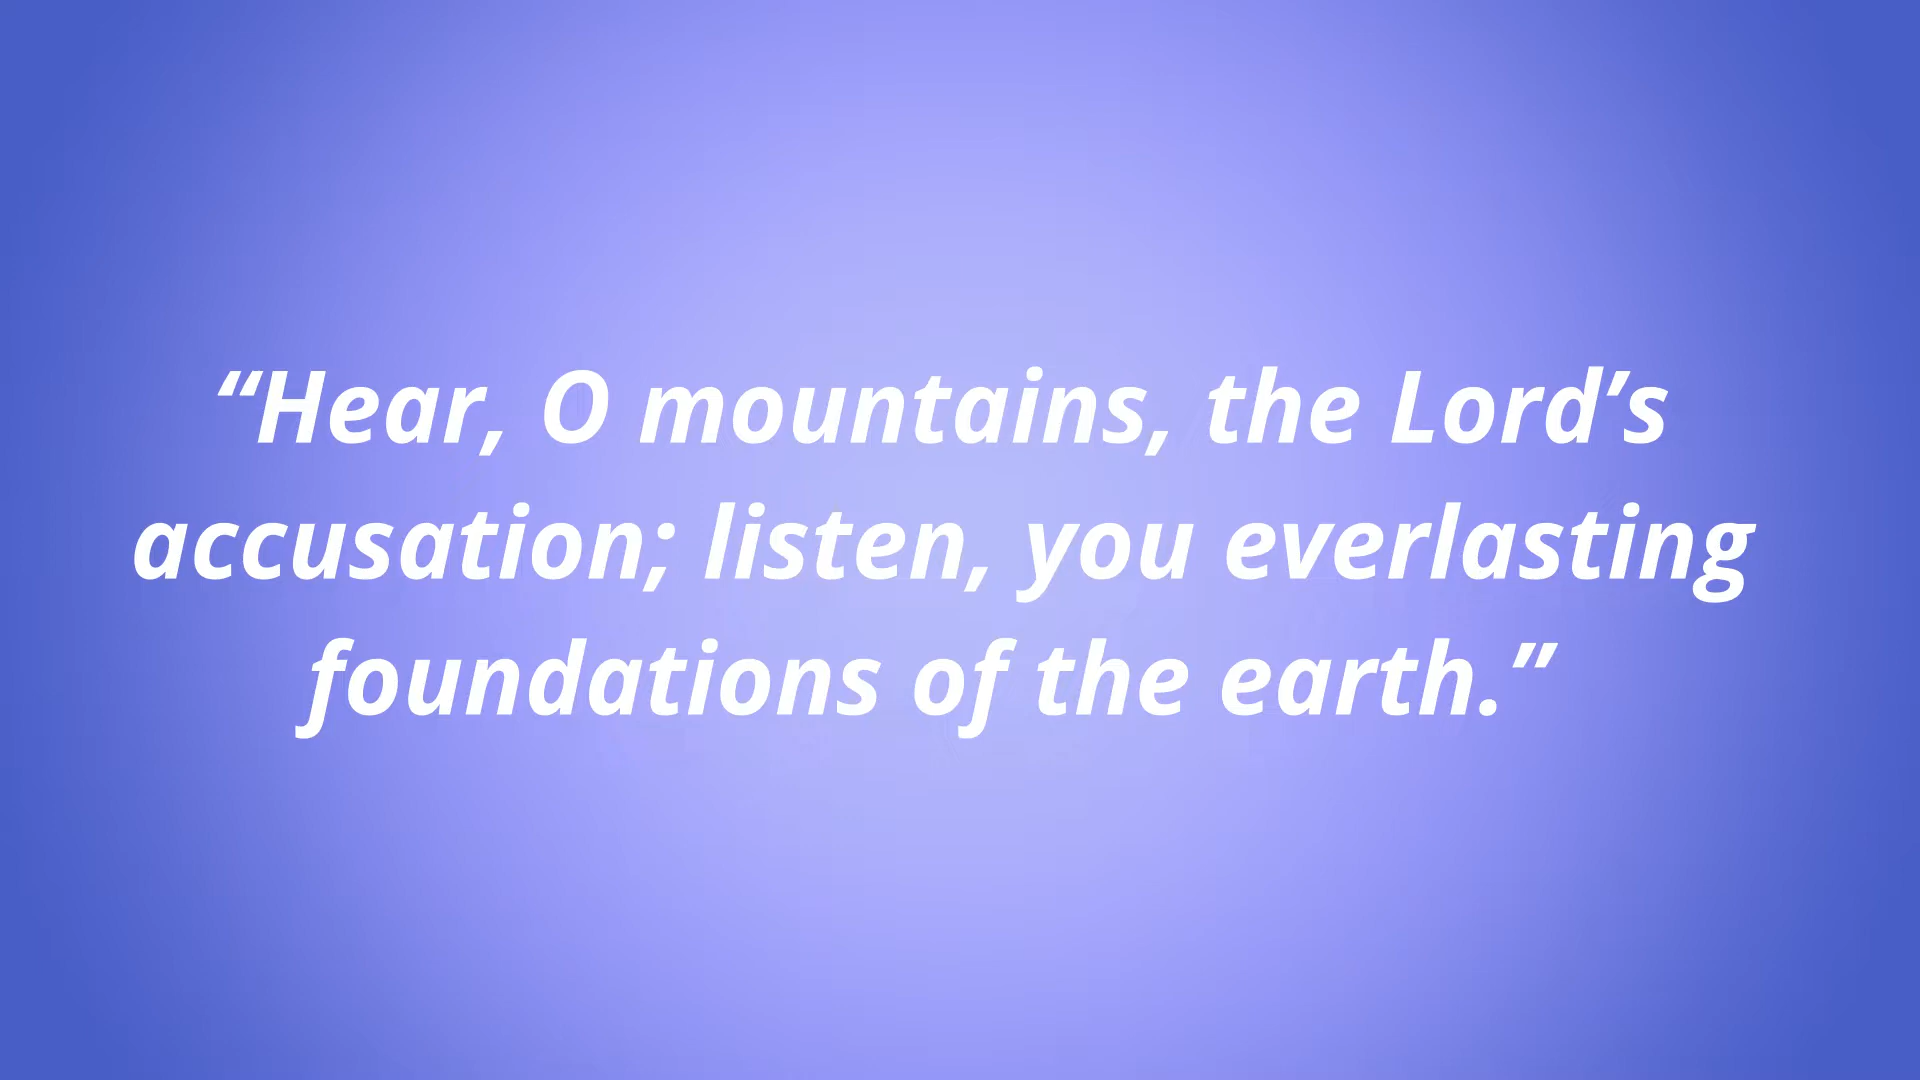 “Hear, O mountains, the Lord’s
accusation; listen, you everlasting
foundations of the earth.”